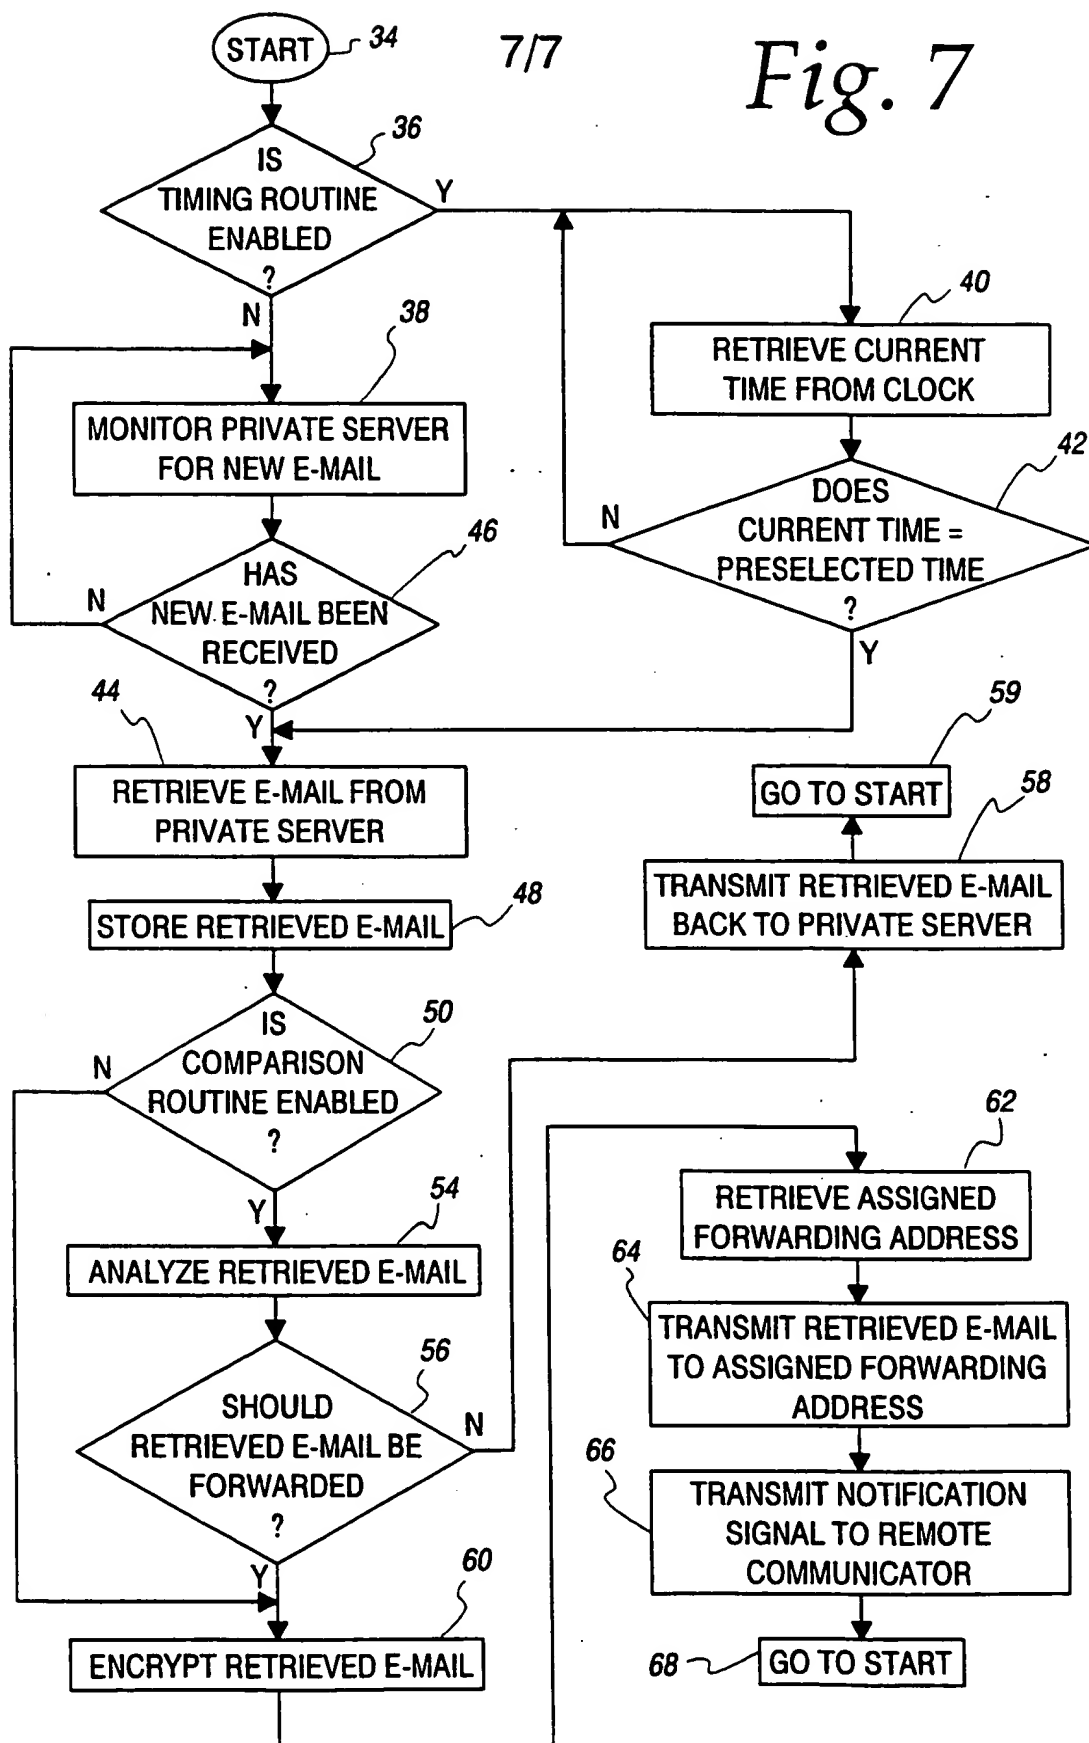 START
34
7/7
Fig. 7
36
IS
TIMING ROUTINE
ENABLED
?
Y
N
38
MONITOR PRIVATE SERVER
FOR NEW E-MAIL
40
RETRIEVE CURRENT
TIME FROM CLOCK
42
DOES
CURRENT TIME =
PRESELECTED TIME
?
N
Y
46
HAS
NEW E-MAIL BEEN
RECEIVED
?
N
Y
44
RETRIEVE E-MAIL FROM
PRIVATE SERVER
48
STORE RETRIEVED E-MAIL
50
IS
COMPARISON
ROUTINE ENABLED
?
N
Y
54
ANALYZE RETRIEVED E-MAIL
56
SHOULD
RETRIEVED E-MAIL BE
FORWARDED
?
N
Y
60
ENCRYPT RETRIEVED E-MAIL
59
GO TO START
58
TRANSMIT RETRIEVED E-MAIL
BACK TO PRIVATE SERVER
62
RETRIEVE ASSIGNED
FORWARDING ADDRESS
64
TRANSMIT RETRIEVED E-MAIL
TO ASSIGNED FORWARDING
ADDRESS
66
TRANSMIT NOTIFICATION
SIGNAL TO REMOTE
COMMUNICATOR
68
GO TO START